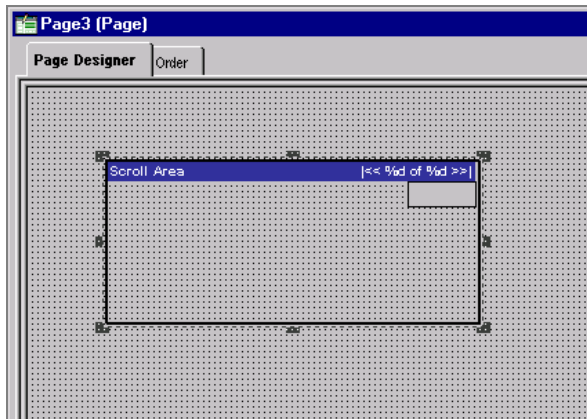 Page3 (Page)
Page Designer Order
Scroll Area |<< %d of %d >>|